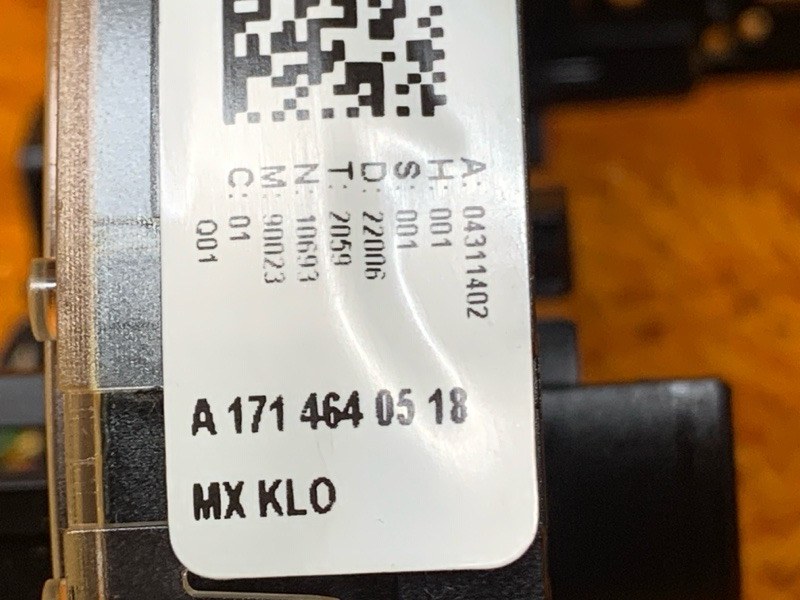 A: 04311402
H: 001
S: 001
D: 22006
T: 2059
N: 10693
M: 90023
C: 01
Q01
A 171 464 05 18
MX KLO